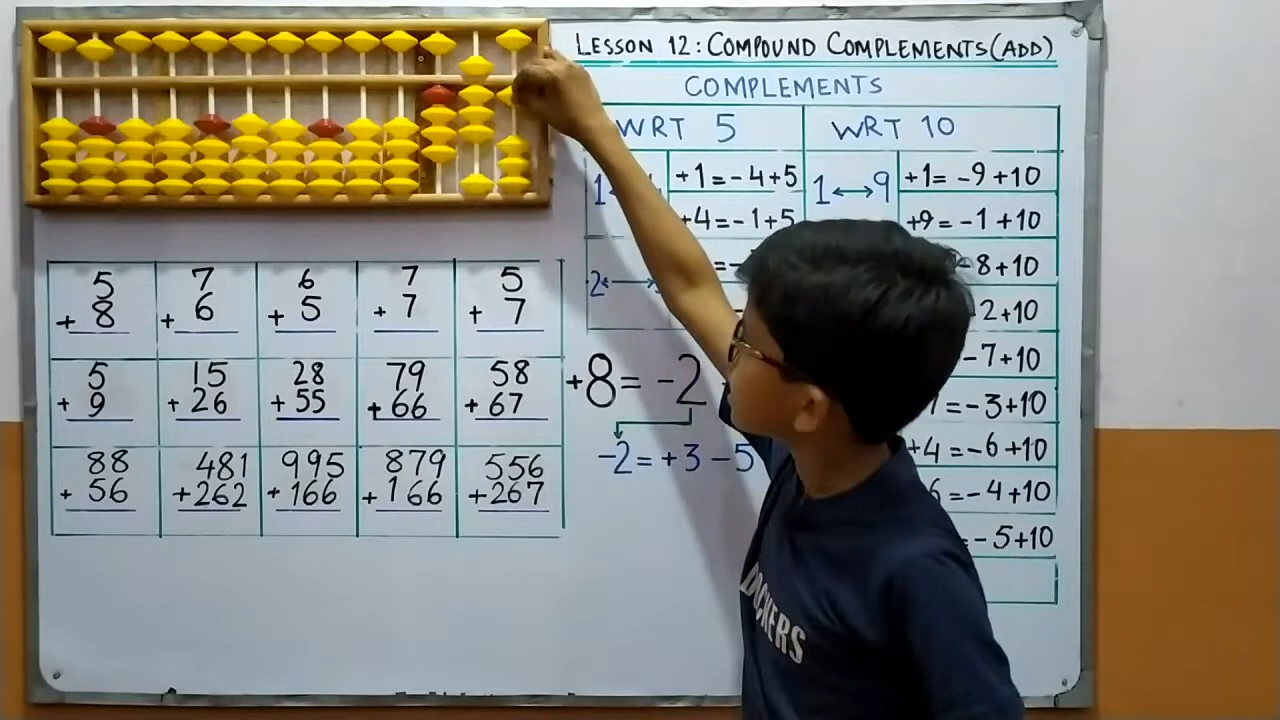 LESSON 12: COMPOUND COMPLEMENTS(ADD)
COMPLEMENTS
WRT 5 WRT 10
+1=-4+5 1↔9 +1= -9+10
+4=-1+5 +9=-1+10
-8+10
2+10
-7+10
=-3+10
+4=-6+10
=-4+10
=-5+10
5 7 6 7 5
+ 8 + 6 + 5 + 7 + 7
5 15 28 79 58
+ 9 + 26 + 55 + 66 + 67
88 481 995 879 556
+ 56 +262 + 166 + 166 +267
+8= -2
-2= +3 -5
DOCKERS